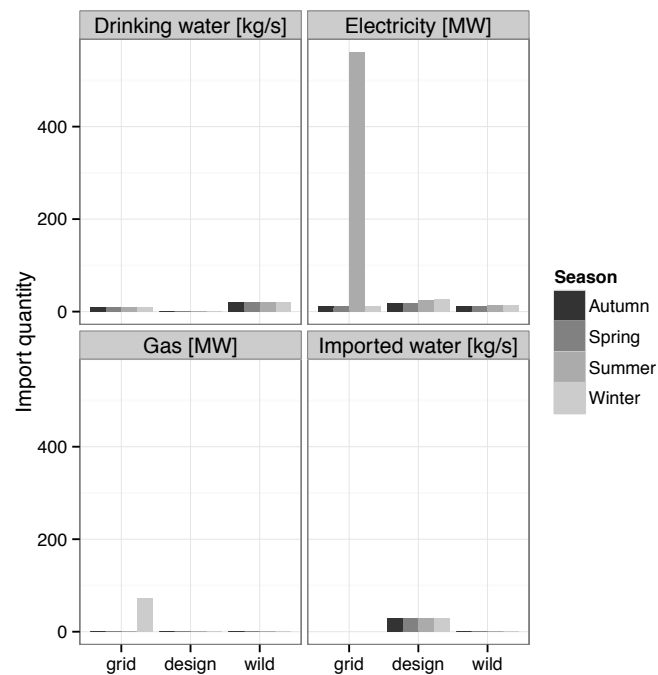 Drinking water [kg/s]
Electricity [MW]
400
200
0
Gas [MW]
Imported water [kg/s]
400
200
0
grid
design
wild
grid
design
wild
Import quantity
Season
Autumn
Spring
Summer
Winter